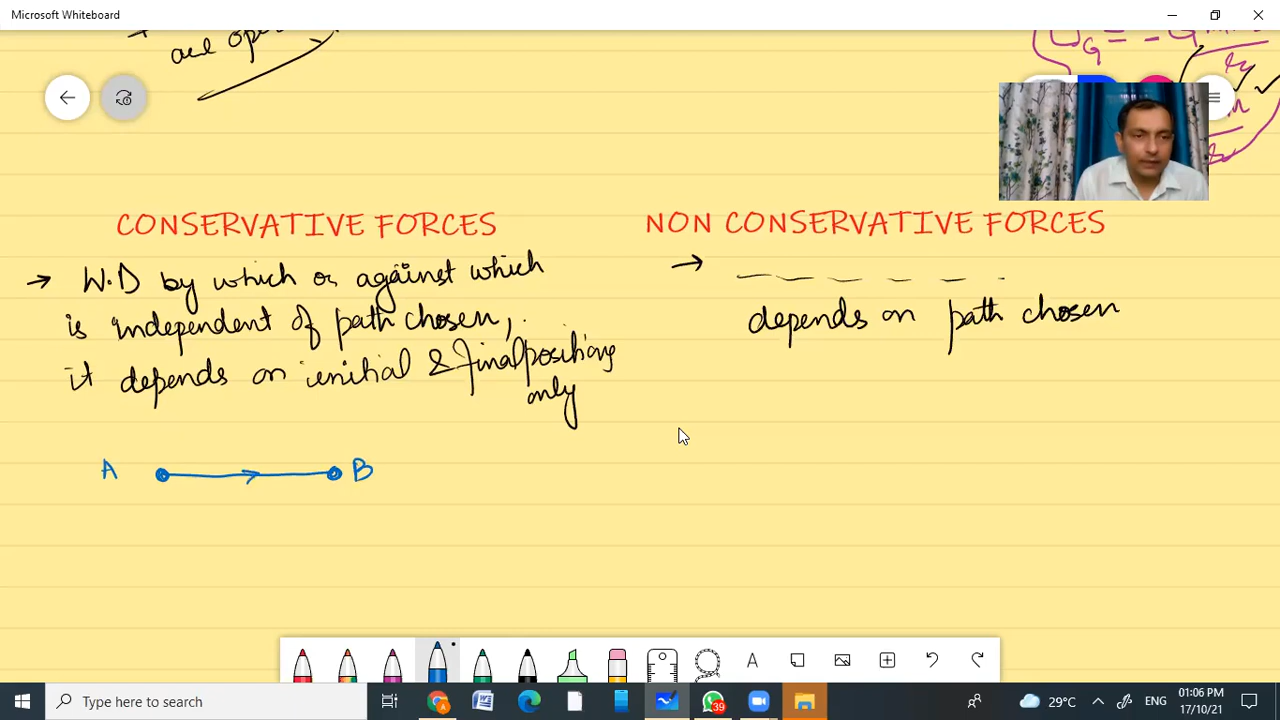 Microsoft Whiteboard
and
G = - G
CONSERVATIVE FORCES
→ W.D by which or against which
is independent of path chosen,
it depends on initial & final positions
only
A B
NON CONSERVATIVE FORCES
→ _ _ _ _ _ _
depends on path chosen
A
Type here to search
39
29°C
ENG
01:06 PM
17/10/21